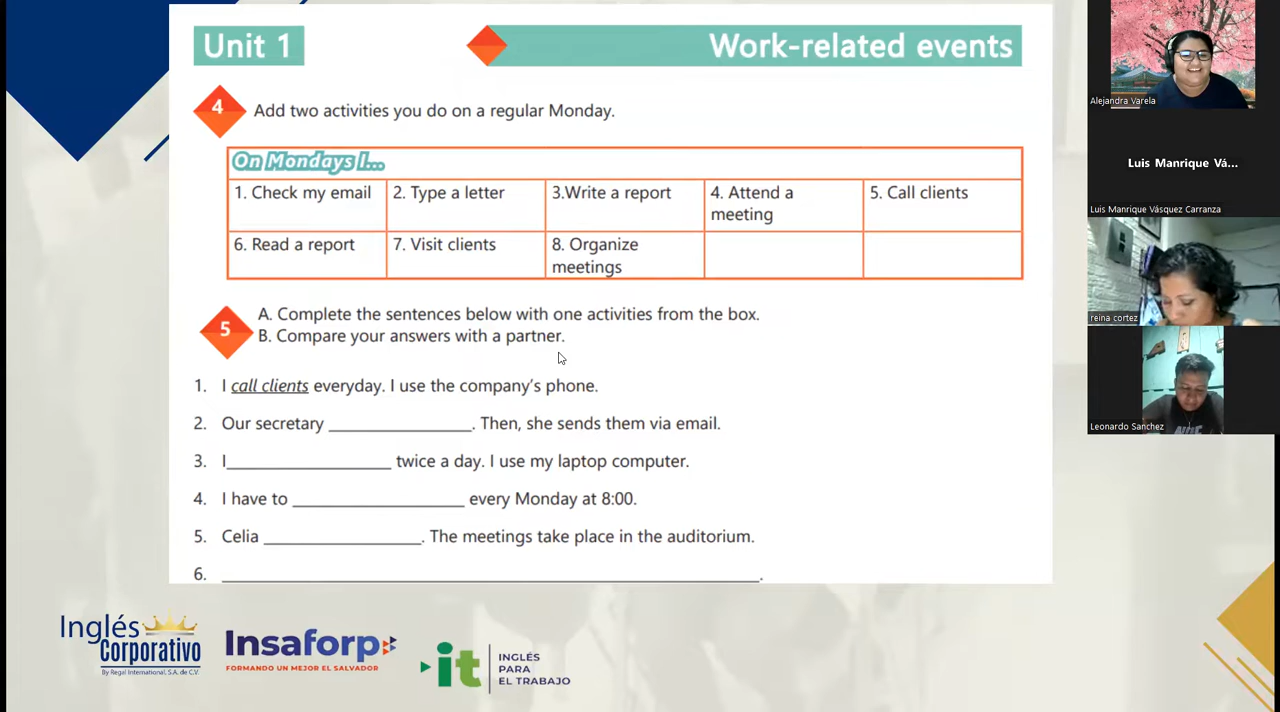 Unit 1
Work-related events
4
Add two activities you do on a regular Monday.
On Mondays I...
1. Check my email
2. Type a letter
3.Write a report
4. Attend a
meeting
5. Call clients
6. Read a report
7. Visit clients
8. Organize
meetings
5
A. Complete the sentences below with one activities from the box.
B. Compare your answers with a partner.
1. I call clients everyday. I use the company's phone.
2. Our secretary _______________. Then, she sends them via email.
3. I_________________ twice a day. I use my laptop computer.
4. I have to __________________ every Monday at 8:00.
5. Celia _________________. The meetings take place in the auditorium.
6. _________________________________________________________.
Inglés
Corporativo
By Regal International, S.A. de C.V.
Insaforp
FORMANDO UN MEJOR EL SALVADOR
it
INGLÉS
PARA
EL TRABAJO
Alejandra Varela
Luis Manrique Vá...
Luis Manrique Vásquez Carranza
reina cortez
Leonardo Sanchez